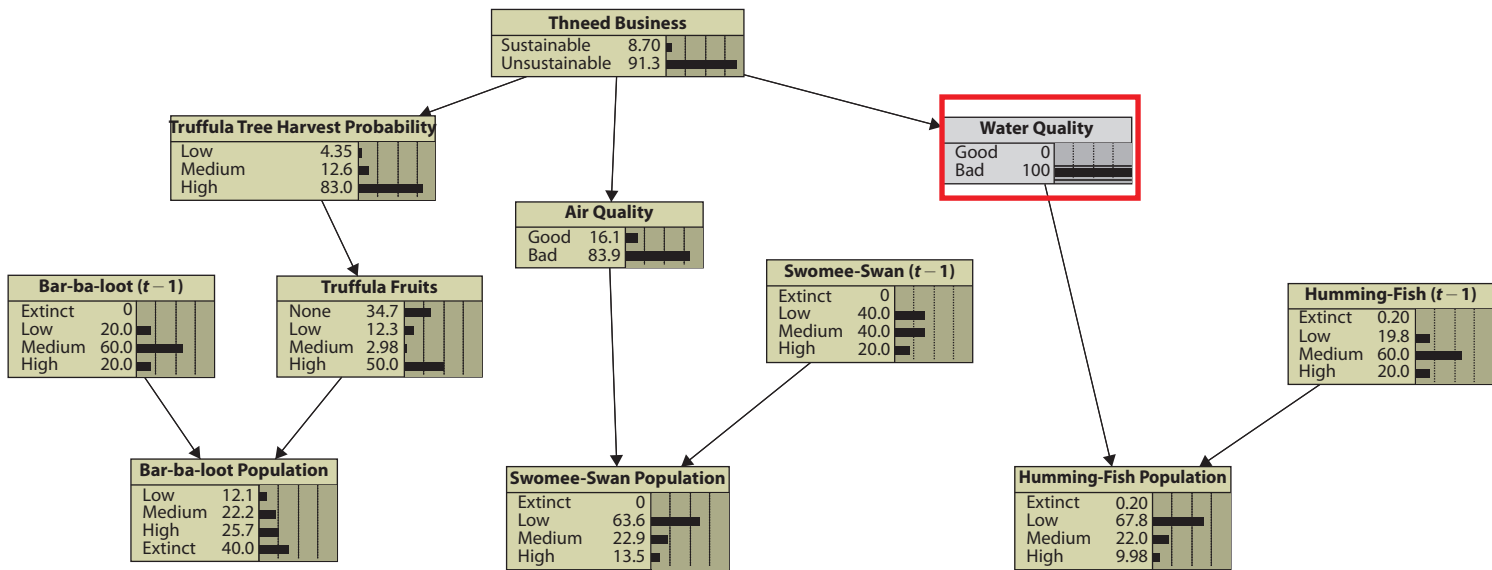 Thneed Business
Sustainable 8.70
Unsustainable 91.3
Truffula Tree Harvest Probability
Low 4.35
Medium 12.6
High 83.0
Water Quality
Good 0
Bad 100
Air Quality
Good 16.1
Bad 83.9
Bar-ba-loot (t – 1)
Extinct 0
Low 20.0
Medium 60.0
High 20.0
Truffula Fruits
None 34.7
Low 12.3
Medium 2.98
High 50.0
Swomee-Swan (t – 1)
Extinct 0
Low 40.0
Medium 40.0
High 20.0
Humming-Fish (t – 1)
Extinct 0.20
Low 19.8
Medium 60.0
High 20.0
Bar-ba-loot Population
Low 12.1
Medium 22.2
High 25.7
Extinct 40.0
Swomee-Swan Population
Extinct 0
Low 63.6
Medium 22.9
High 13.5
Humming-Fish Population
Extinct 0.20
Low 67.8
Medium 22.0
High 9.98